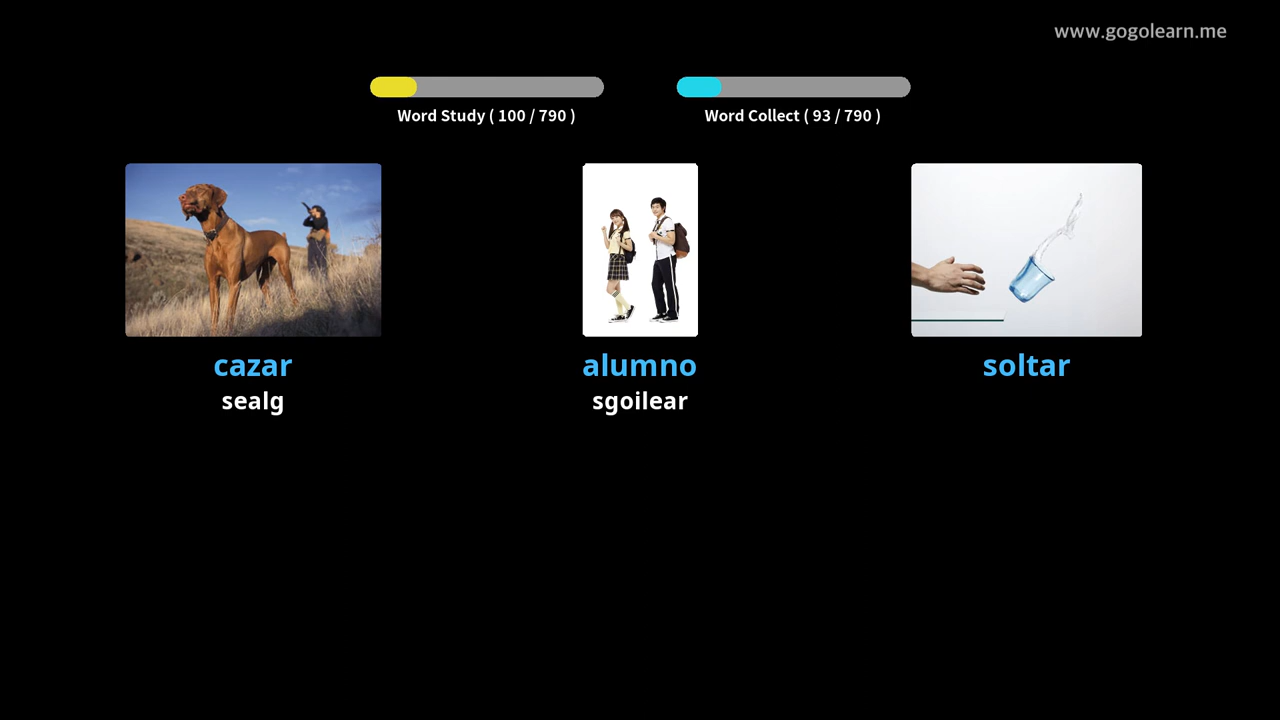 www.gogolearn.me
Word Study ( 100 / 790 )
Word Collect ( 93 / 790 )
cazar
alumno
soltar
sealg
sgoilear